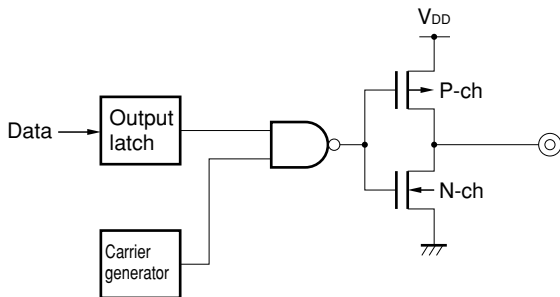 VDD
P-ch
Data
Output
latch
N-ch
Carrier
generator